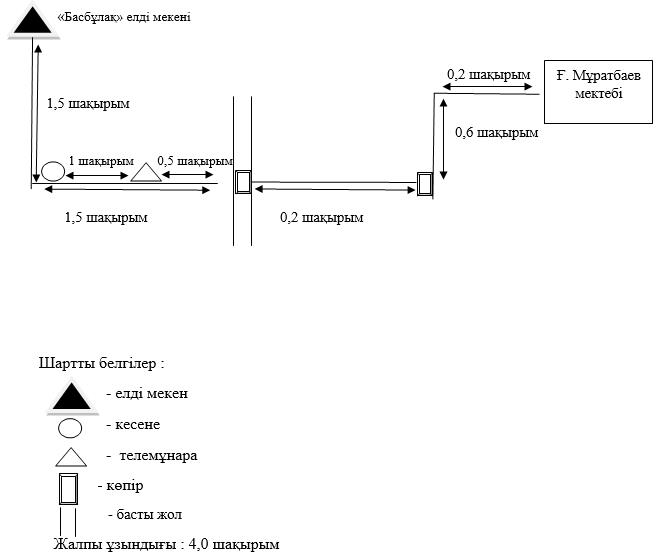 «Басбұлақ» елді мекені
0,2 шақырым
Ғ. Мұратбаев
мектебі
1,5 шақырым
0,6 шақырым
1 шақырым
0,5 шақырым
1,5 шақырым
0,2 шақырым
Шартты белгілер :
- елді мекен
- кесене
- телемұнара
- көпір
- басты жол
Жалпы ұзындығы : 4,0 шақырым